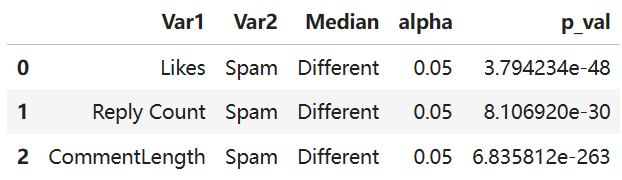 Var1 Var2 Median alpha p_val
0 Likes Spam Different 0.05 3.794234e-48
1 Reply Count Spam Different 0.05 8.106920e-30
2 CommentLength Spam Different 0.05 6.835812e-263